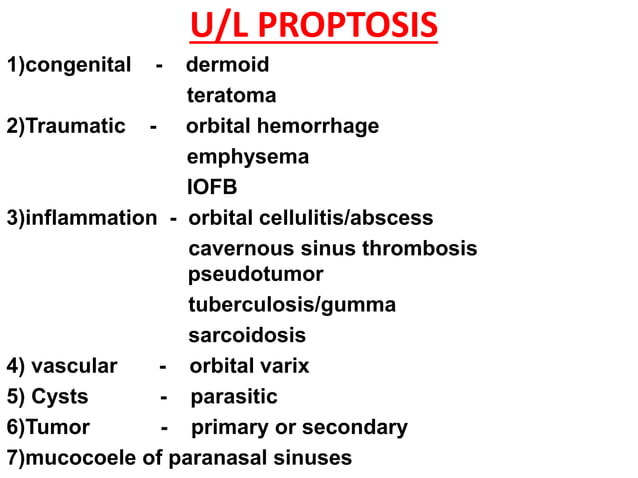 U/L PROPTOSIS
1)congenital - dermoid
teratoma
2)Traumatic - orbital hemorrhage
emphysema
IOFB
3)inflammation - orbital cellulitis/abscess
cavernous sinus thrombosis
pseudotumor
tuberculosis/gumma
sarcoidosis
4) vascular - orbital varix
5) Cysts - parasitic
6)Tumor - primary or secondary
7)mucocoele of paranasal sinuses